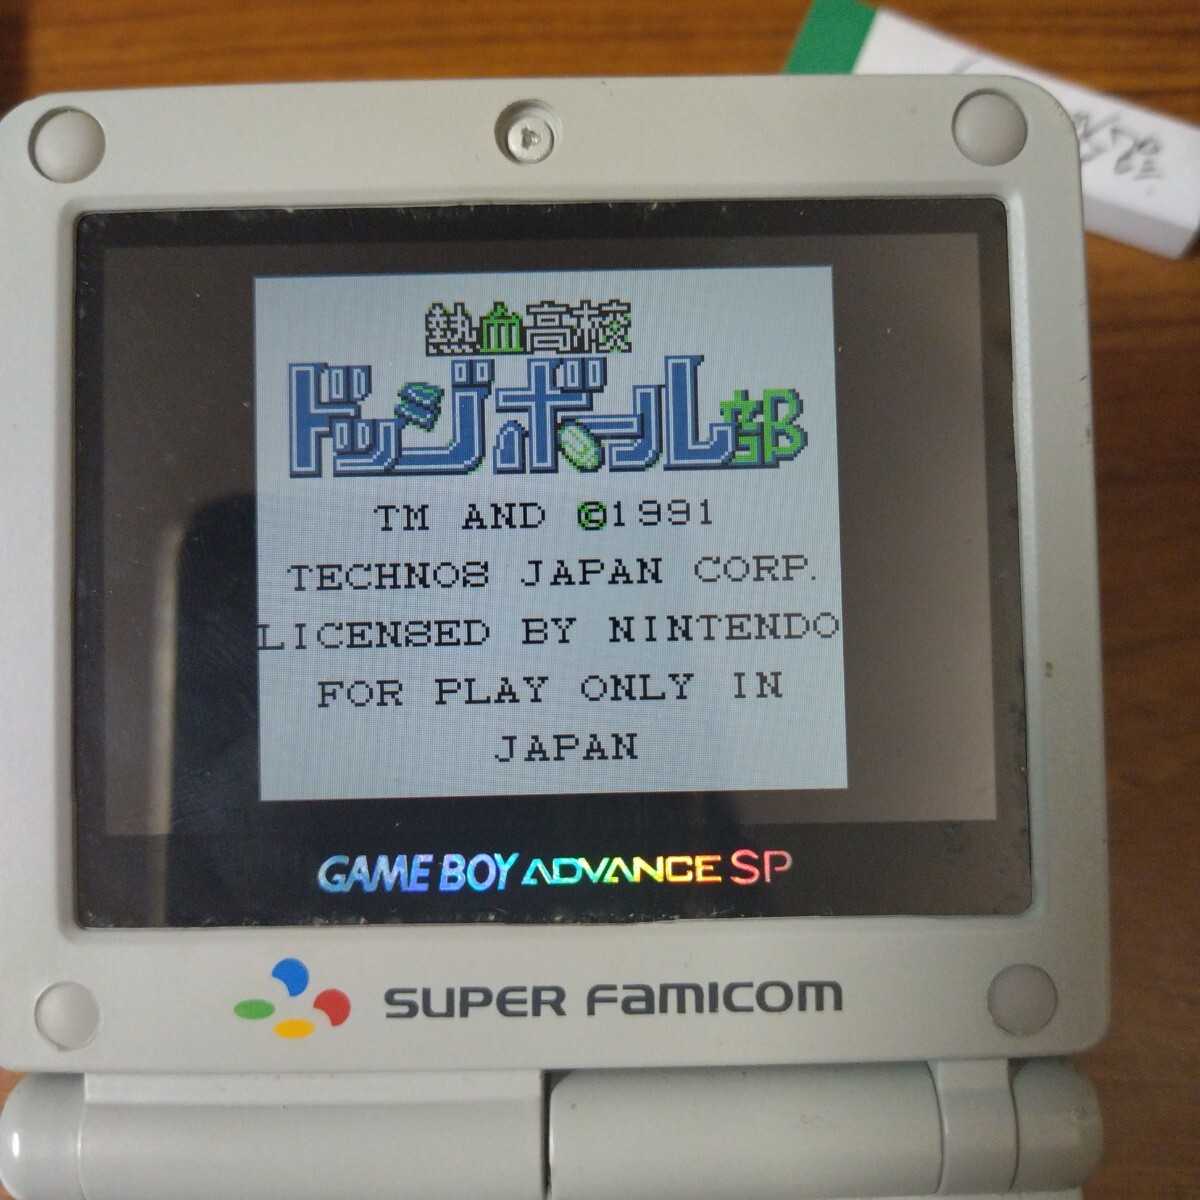 熱血高校
ドッジボール部
TM AND ©1991
TECHNOS JAPAN CORP.
LICENSED BY NINTENDO
FOR PLAY ONLY IN
JAPAN
GAME BOY ADVANCE SP
SUPER FAMICOM